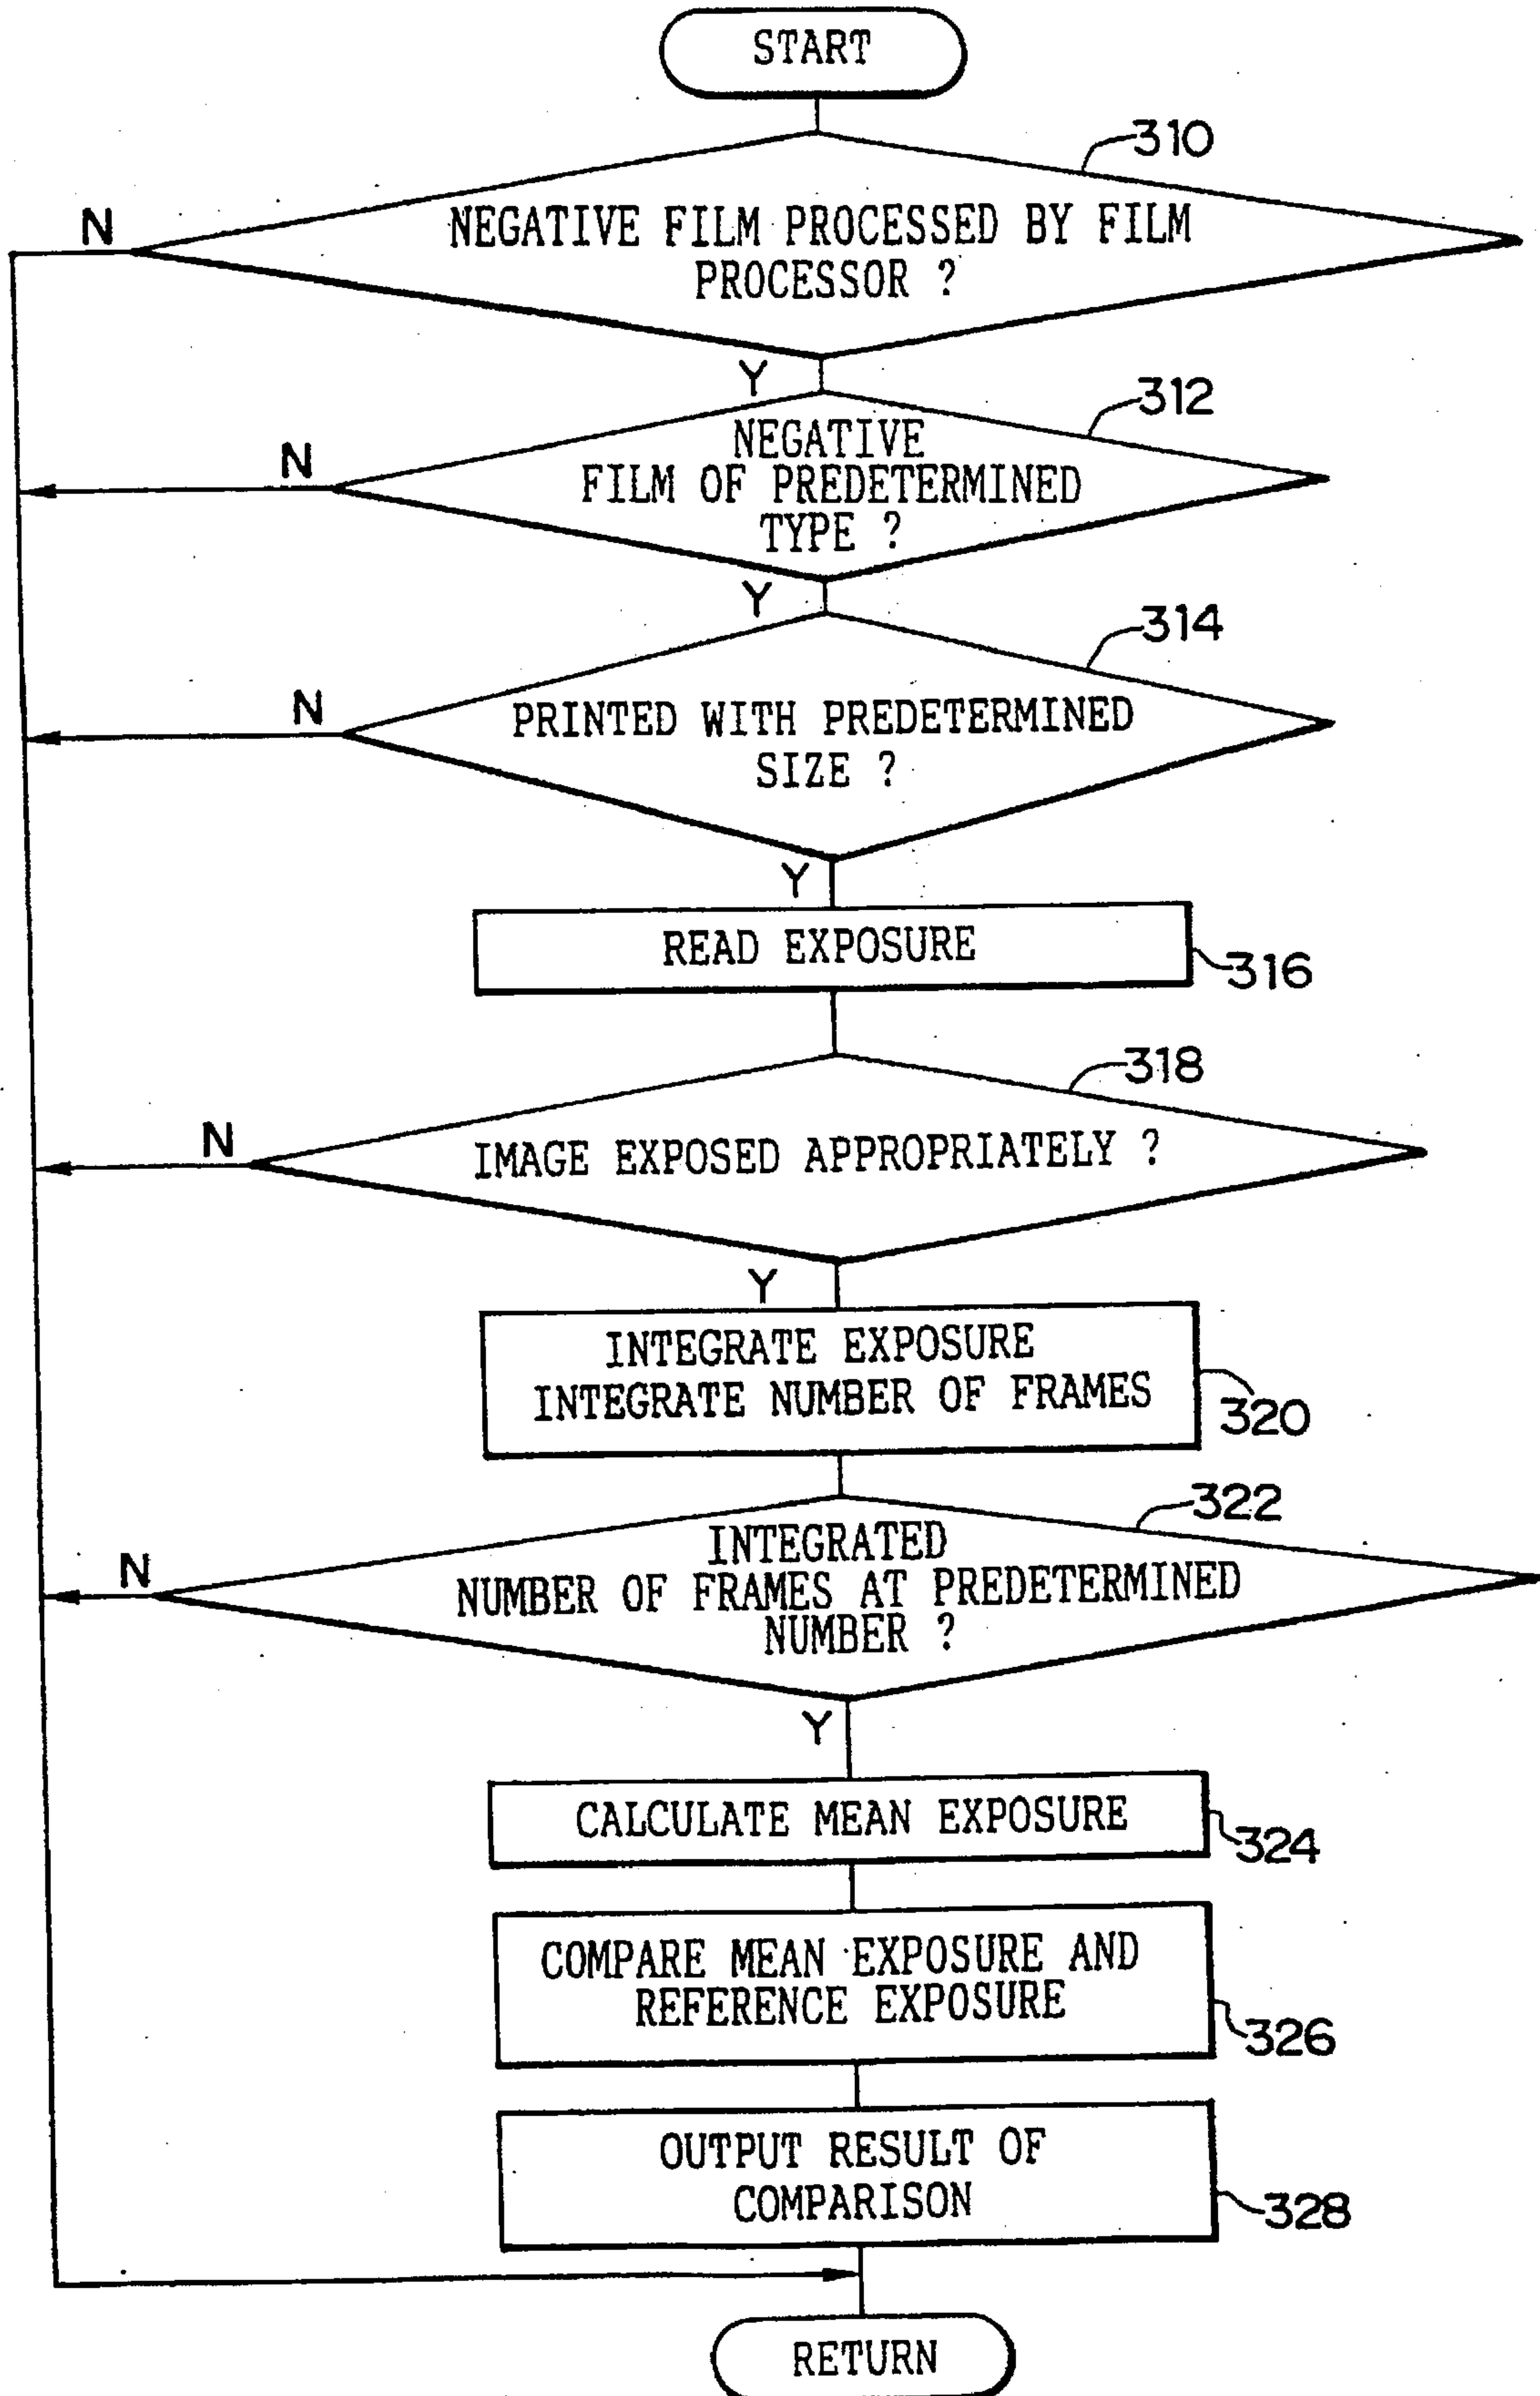 START
310
N
NEGATIVE FILM PROCESSED BY FILM
PROCESSOR ?
Y
312
N
NEGATIVE
FILM OF PREDETERMINED
TYPE ?
Y
314
N
PRINTED WITH PREDETERMINED
SIZE ?
Y
READ EXPOSURE
316
318
N
IMAGE EXPOSED APPROPRIATELY ?
Y
INTEGRATE EXPOSURE
INTEGRATE NUMBER OF FRAMES
320
322
N
INTEGRATED
NUMBER OF FRAMES AT PREDETERMINED
NUMBER ?
Y
CALCULATE MEAN EXPOSURE
324
COMPARE MEAN EXPOSURE AND
REFERENCE EXPOSURE
326
OUTPUT RESULT OF
COMPARISON
328
RETURN